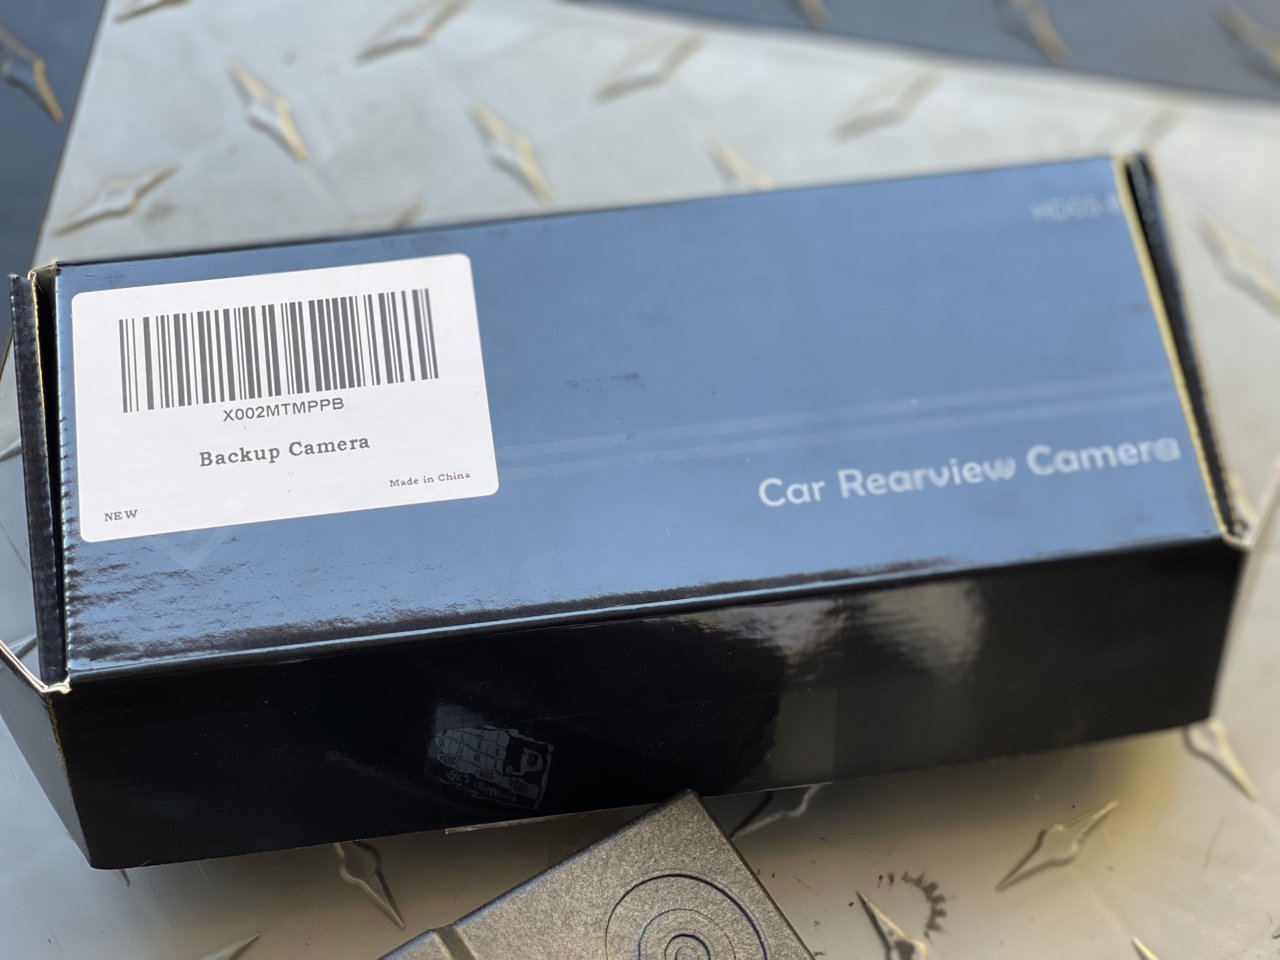 X002MTMPPB
Backup Camera
Made in China
NEW
Car Rearview Camera